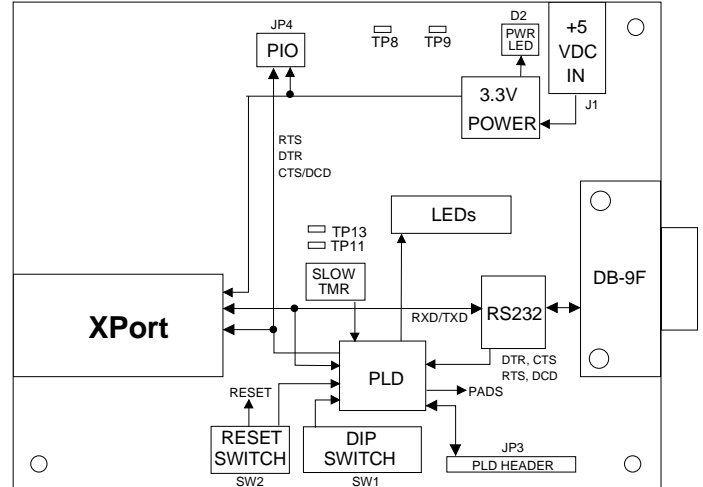 JP4
PIO
TP8
TP9
D2
PWR
LED
+5
VDC
IN
J1
3.3V
POWER
RTS
DTR
CTS/DCD
LEDs
TP13
TP11
SLOW
TMR
DB-9F
XPort
RXD/TXD
RS232
DTR, CTS
RTS, DCD
PLD
RESET
PADS
RESET
SWITCH
SW2
DIP
SWITCH
SW1
JP3
PLD HEADER